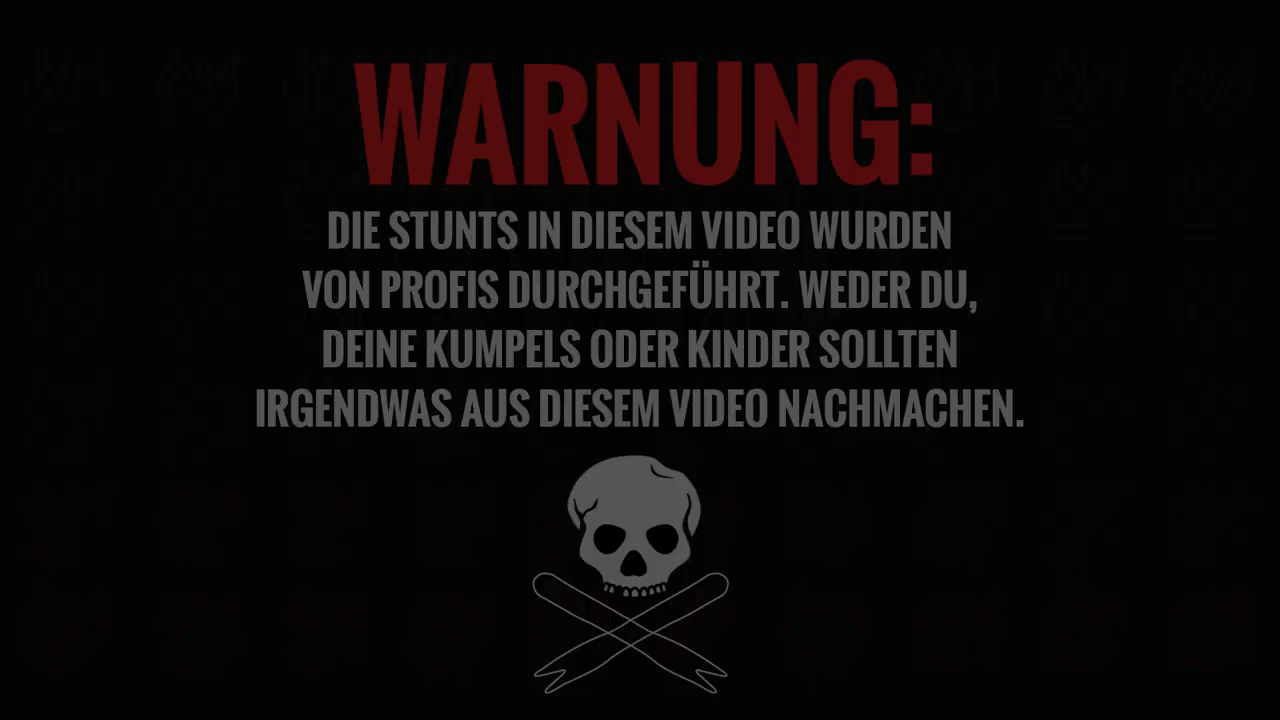 WARNUNG:
DIE STUNTS IN DIESEM VIDEO WURDEN
VON PROFIS DURCHGEFÜHRT. WEDER DU,
DEINE KUMPELS ODER KINDER SOLLTEN
IRGENDWAS AUS DIESEM VIDEO NACHMACHEN.